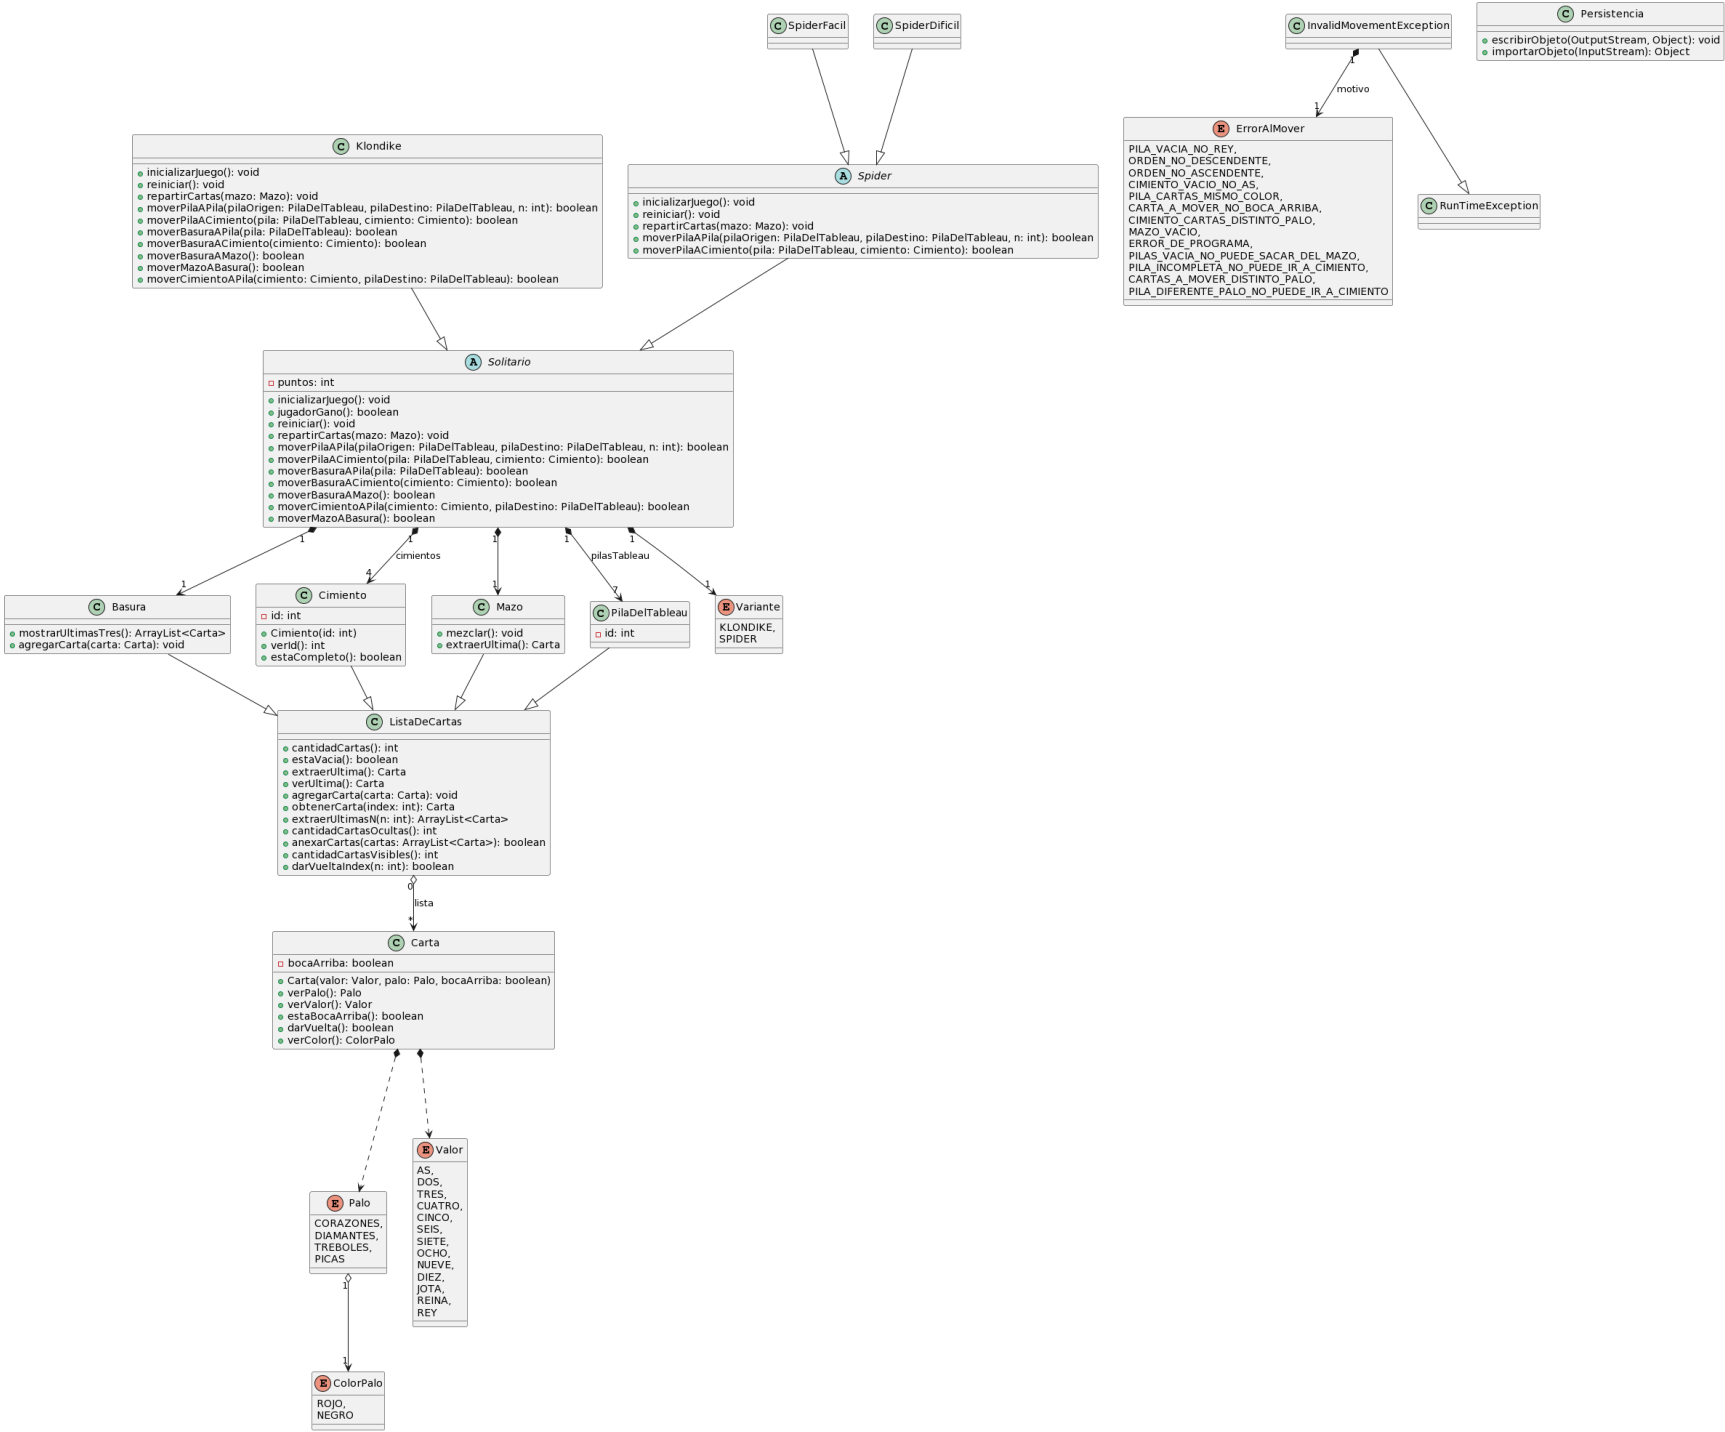 C SpiderFacil
C SpiderDificil
C InvalidMovementException
C Persistencia
escribirObjeto(OutputStream, Object): void
importarObjeto(InputStream): Object
1
motivo
1
C Klondike
inicializarJuego(): void
reiniciar(): void
repartirCartas(mazo: Mazo): void
moverPilaAPila(pilaOrigen: PilaDelTableau, pilaDestino: PilaDelTableau, n: int): boolean
moverPilaACimiento(pila: PilaDelTableau, cimiento: Cimiento): boolean
moverBasuraAPila(pila: PilaDelTableau): boolean
moverBasuraACimiento(cimiento: Cimiento): boolean
moverBasuraAMazo(): boolean
moverMazoABasura(): boolean
moverCimientoAPila(cimiento: Cimiento, pilaDestino: PilaDelTableau): boolean
A Spider
inicializarJuego(): void
reiniciar(): void
repartirCartas(mazo: Mazo): void
moverPilaAPila(pilaOrigen: PilaDelTableau, pilaDestino: PilaDelTableau, n: int): boolean
moverPilaACimiento(pila: PilaDelTableau, cimiento: Cimiento): boolean
E ErrorAlMover
PILA_VACIA_NO_REY,
ORDEN_NO_DESCENDENTE,
ORDEN_NO_ASCENDENTE,
CIMIENTO_VACIO_NO_AS,
PILA_CARTAS_MISMO_COLOR,
CARTA_A_MOVER_NO_BOCA_ARRIBA,
CIMIENTO_CARTAS_DISTINTO_PALO,
MAZO_VACIO,
ERROR_DE_PROGRAMA,
PILAS_VACIA_NO_PUEDE_SACAR_DEL_MAZO,
PILA_INCOMPLETA_NO_PUEDE_IR_A_CIMIENTO,
CARTAS_A_MOVER_DISTINTO_PALO,
PILA_DIFERENTE_PALO_NO_PUEDE_IR_A_CIMIENTO
C RunTimeException
A Solitario
puntos: int
inicializarJuego(): void
jugadorGano(): boolean
reiniciar(): void
repartirCartas(mazo: Mazo): void
moverPilaAPila(pilaOrigen: PilaDelTableau, pilaDestino: PilaDelTableau, n: int): boolean
moverPilaACimiento(pila: PilaDelTableau, cimiento: Cimiento): boolean
moverBasuraAPila(pila: PilaDelTableau): boolean
moverBasuraACimiento(cimiento: Cimiento): boolean
moverBasuraAMazo(): boolean
moverCimientoAPila(cimiento: Cimiento, pilaDestino: PilaDelTableau): boolean
moverMazoABasura(): boolean
1 1 1 1 1
cimientos
pilasTableau
1 4 1 7 1
C Basura
mostrarUltimasTres(): ArrayList<Carta>
agregarCarta(carta: Carta): void
C Cimiento
id: int
Cimiento(id: int)
verId(): int
estaCompleto(): boolean
C Mazo
mezclar(): void
extraerUltima(): Carta
C PilaDelTableau
id: int
E Variante
KLONDIKE,
SPIDER
C ListaDeCartas
cantidadCartas(): int
estaVacia(): boolean
extraerUltima(): Carta
verUltima(): Carta
agregarCarta(carta: Carta): void
obtenerCarta(index: int): Carta
extraerUltimasN(n: int): ArrayList<Carta>
cantidadCartasOcultas(): int
anexarCartas(cartas: ArrayList<Carta>): boolean
cantidadCartasVisibles(): int
darVueltaIndex(n: int): boolean
0
lista
*
C Carta
bocaArriba: boolean
Carta(valor: Valor, palo: Palo, bocaArriba: boolean)
verPalo(): Palo
verValor(): Valor
estaBocaArriba(): boolean
darVuelta(): boolean
verColor(): ColorPalo
E Valor
AS,
DOS,
TRES,
CUATRO,
CINCO,
SEIS,
SIETE,
OCHO,
NUEVE,
DIEZ,
JOTA,
REINA,
REY
E Palo
CORAZONES,
DIAMANTES,
TREBOLES,
PICAS
1
1
E ColorPalo
ROJO,
NEGRO